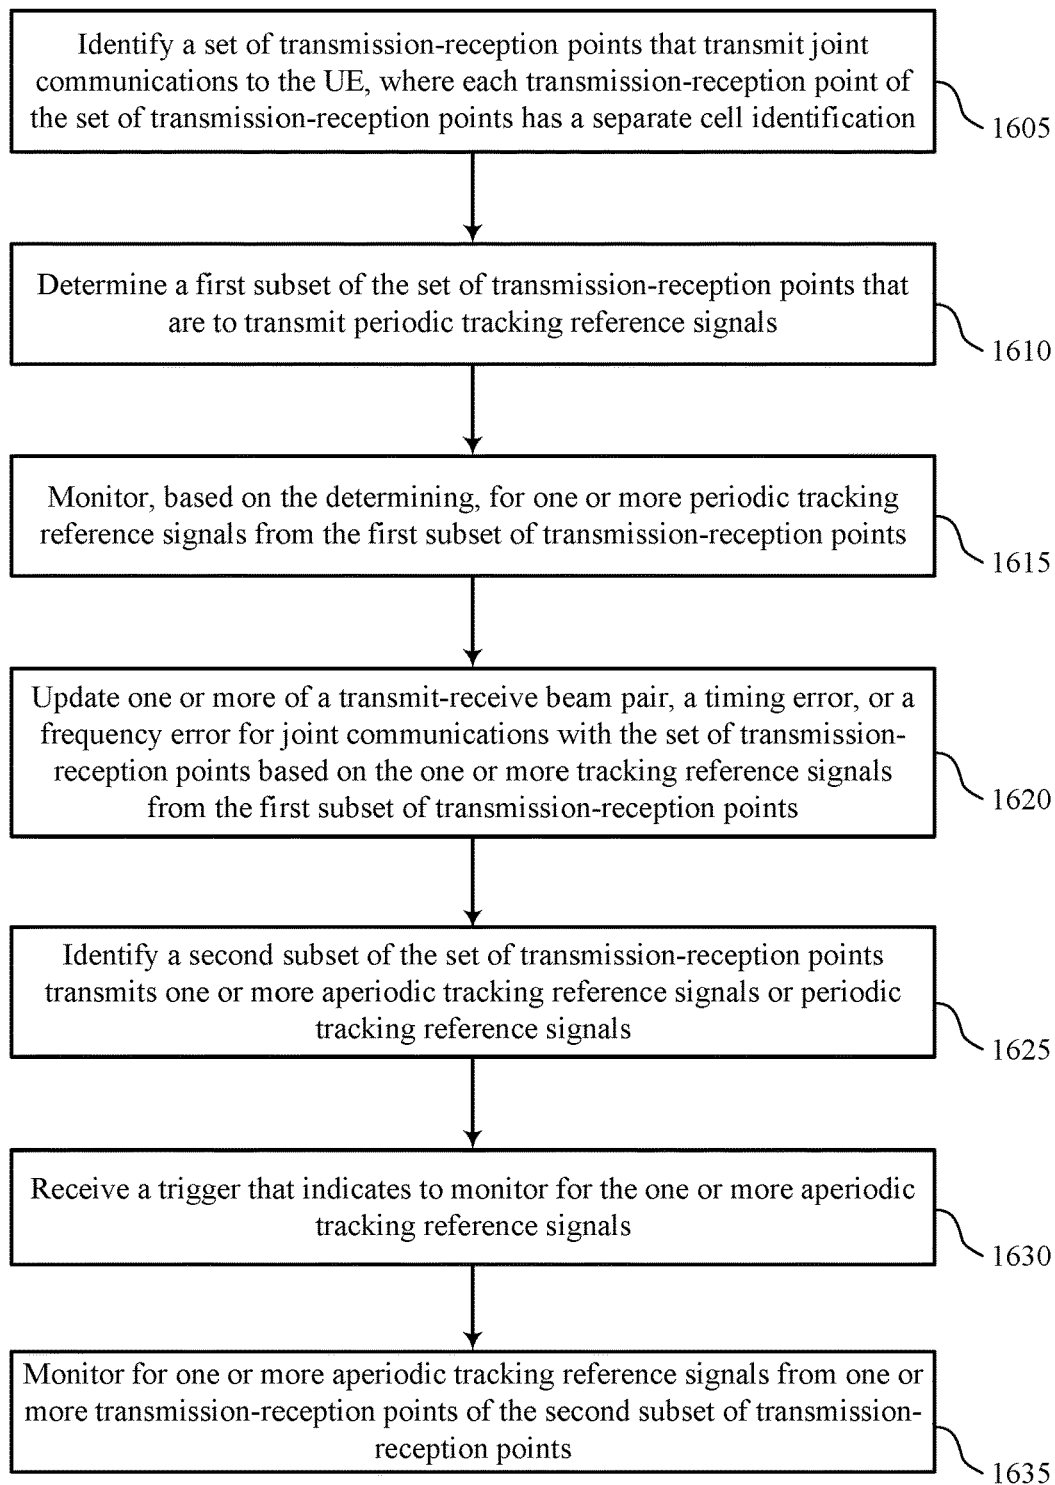 Identify a set of transmission-reception points that transmit joint
communications to the UE, where each transmission-reception point of
the set of transmission-reception points has a separate cell identification
1605
Determine a first subset of the set of transmission-reception points that
are to transmit periodic tracking reference signals
1610
Monitor, based on the determining, for one or more periodic tracking
reference signals from the first subset of transmission-reception points
1615
Update one or more of a transmit-receive beam pair, a timing error, or a
frequency error for joint communications with the set of transmission-
reception points based on the one or more tracking reference signals
from the first subset of transmission-reception points
1620
Identify a second subset of the set of transmission-reception points
transmits one or more aperiodic tracking reference signals or periodic
tracking reference signals
1625
Receive a trigger that indicates to monitor for the one or more aperiodic
tracking reference signals
1630
Monitor for one or more aperiodic tracking reference signals from one or
more transmission-reception points of the second subset of transmission-
reception points
1635